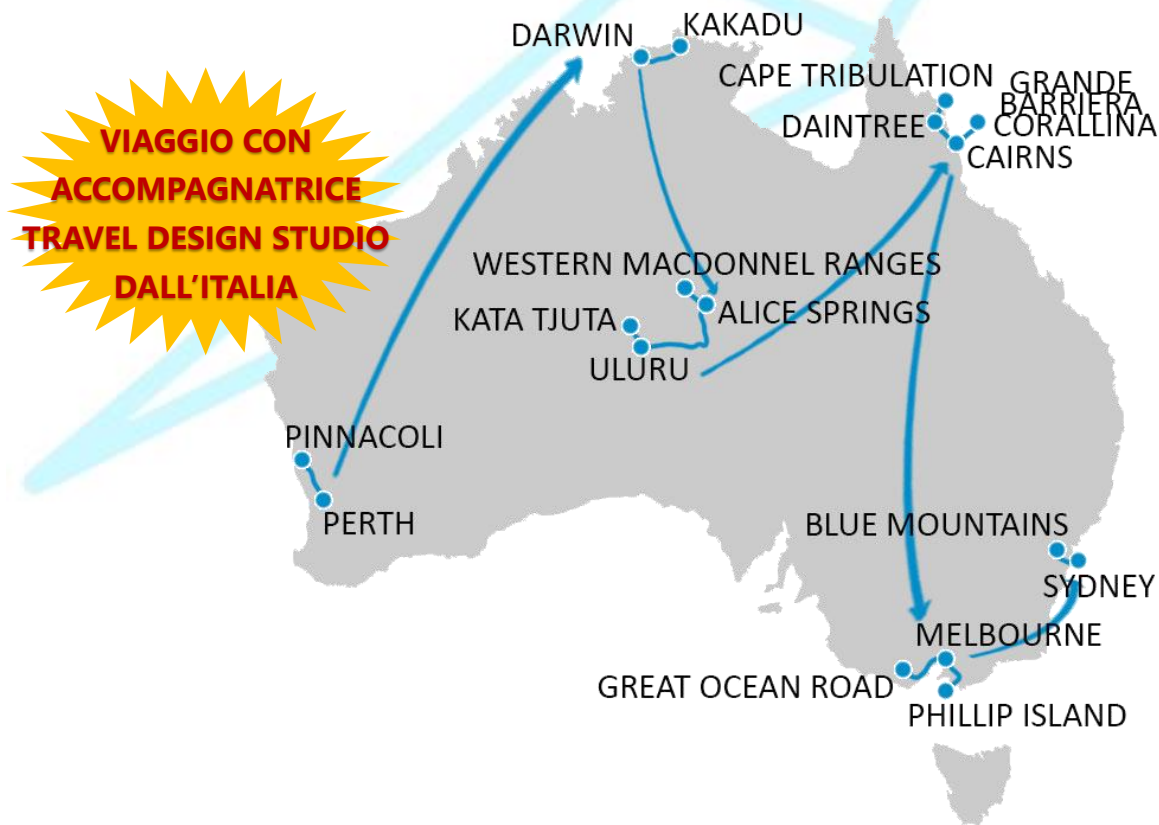 DARWIN
KAKADU
CAPE TRIBULATION
GRANDE
BARRIERA
CORALLINA
DAINTREE
CAIRNS
VIAGGIO CON
ACCOMPAGNATRICE
TRAVEL DESIGN STUDIO
DALL'ITALIA
WESTERN MACDONNEL RANGES
ALICE SPRINGS
KATA TJUTA
ULURU
PINNACOLI
PERTH
BLUE MOUNTAINS
SYDNEY
MELBOURNE
GREAT OCEAN ROAD
PHILLIP ISLAND